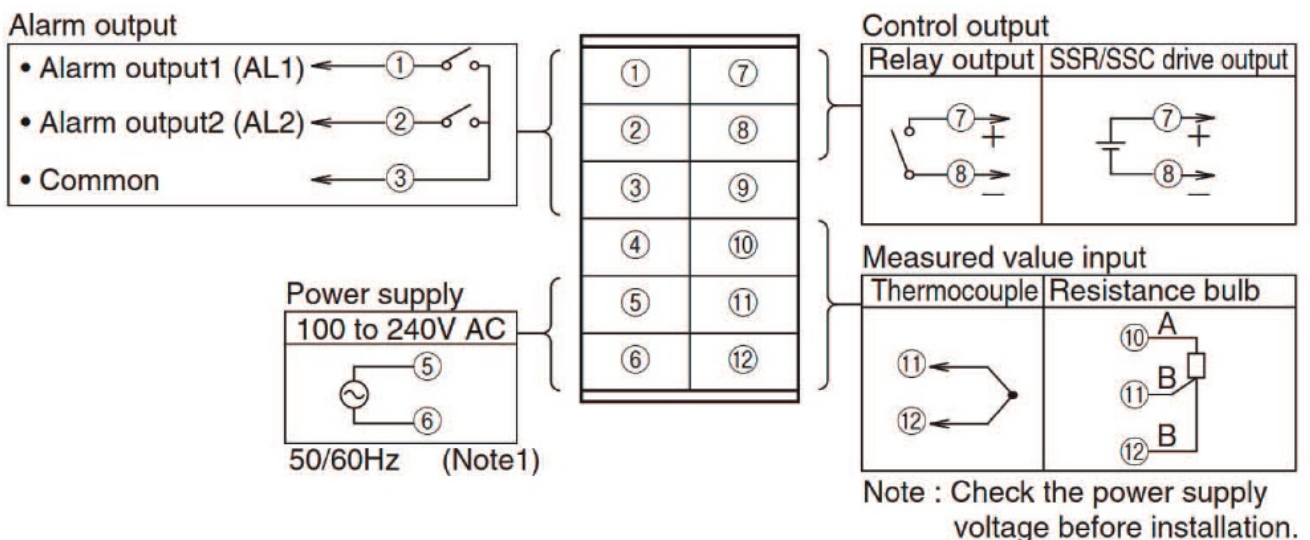 Alarm output
• Alarm output1 (AL1) ①
• Alarm output2 (AL2) ②
• Common ③
Power supply
100 to 240V AC
⑤
⑥
50/60Hz (Note1)
① ⑦
② ⑧
③ ⑨
④ ⑩
⑤ ⑪
⑥ ⑫
Control output
Relay output SSR/SSC drive output
⑦ + ⑦ +
⑧ − ⑧ −
Measured value input
Thermocouple Resistance bulb
⑪
⑫
⑩ A
⑪ B
⑫ B
Note : Check the power supply
voltage before installation.